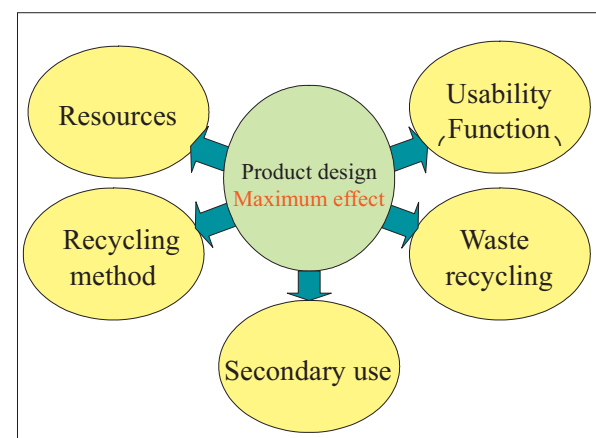 Resources
Usability
Function
Product design
Maximum effect
Recycling
method
Waste
recycling
Secondary use